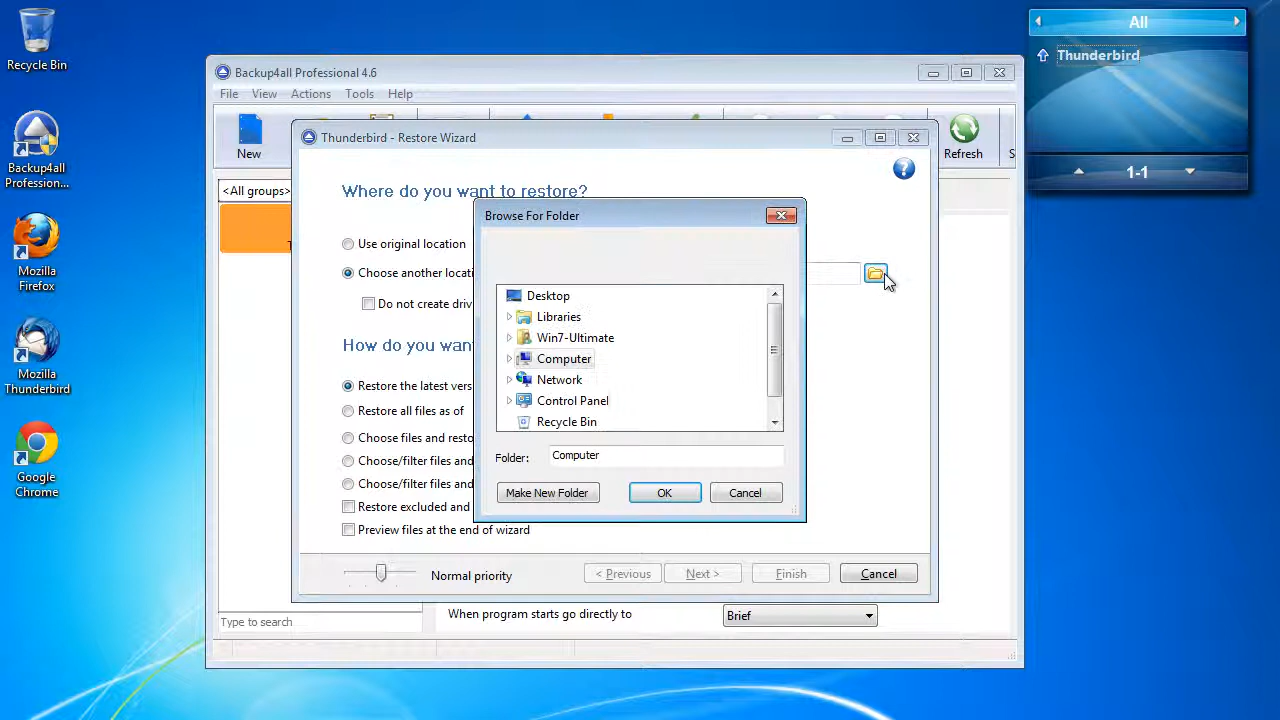 Recycle Bin
Backup4all
Profession...
Mozilla
Firefox
Mozilla
Thunderbird
Google
Chrome
All
Thunderbird
1-1
Backup4all Professional 4.6
File View Actions Tools Help
New
Refresh
<All groups>
Type to search
When program starts go directly to
Brief
Thunderbird - Restore Wizard
Where do you want to restore?
Use original location
Choose another locati
Do not create driv
How do you wan
Restore the latest vers
Restore all files as of
Choose files and resto
Choose/filter files and
Choose/filter files and
Restore excluded and
Preview files at the end of wizard
Normal priority
< Previous
Next >
Finish
Cancel
Browse For Folder
Desktop
Libraries
Win7-Ultimate
Computer
Network
Control Panel
Recycle Bin
Folder: Computer
Make New Folder
OK
Cancel